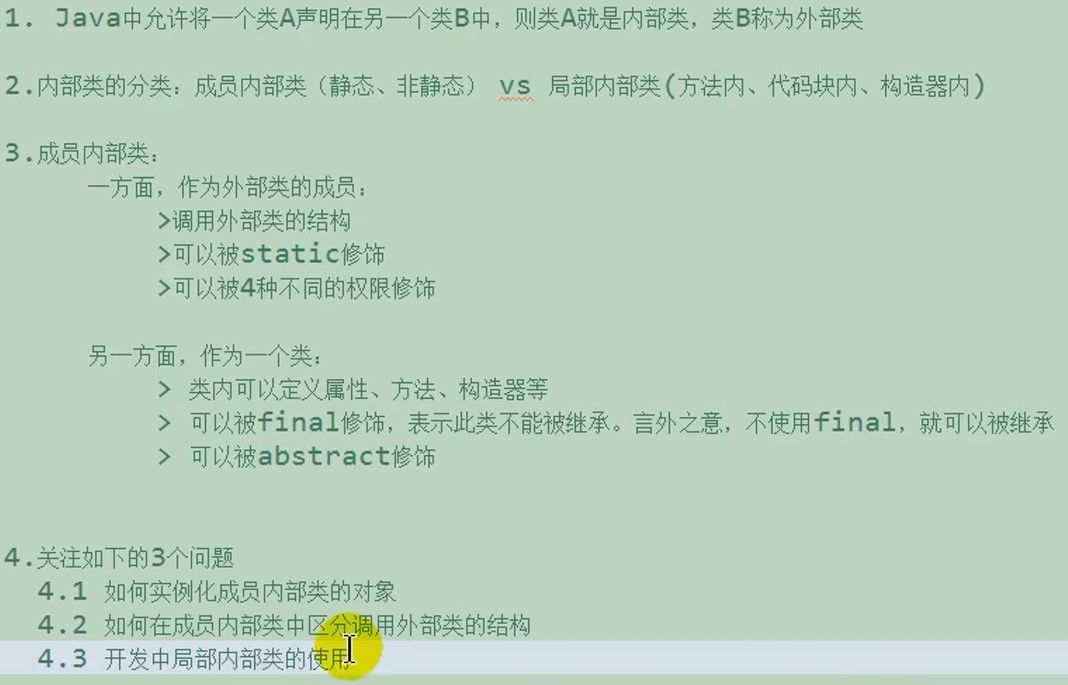 1. Java中允许将一个类A声明在另一个类B中，则类A就是内部类，类B称为外部类
2.内部类的分类：成员内部类（静态、非静态） vs 局部内部类(方法内、代码块内、构造器内)
3.成员内部类：
一方面，作为外部类的成员：
>调用外部类的结构
>可以被static修饰
>可以被4种不同的权限修饰
另一方面，作为一个类：
> 类内可以定义属性、方法、构造器等
> 可以被final修饰，表示此类不能被继承。言外之意，不使用final，就可以被继承
> 可以被abstract修饰
4.关注如下的3个问题
4.1 如何实例化成员内部类的对象
4.2 如何在成员内部类中区分调用外部类的结构
4.3 开发中局部内部类的使用